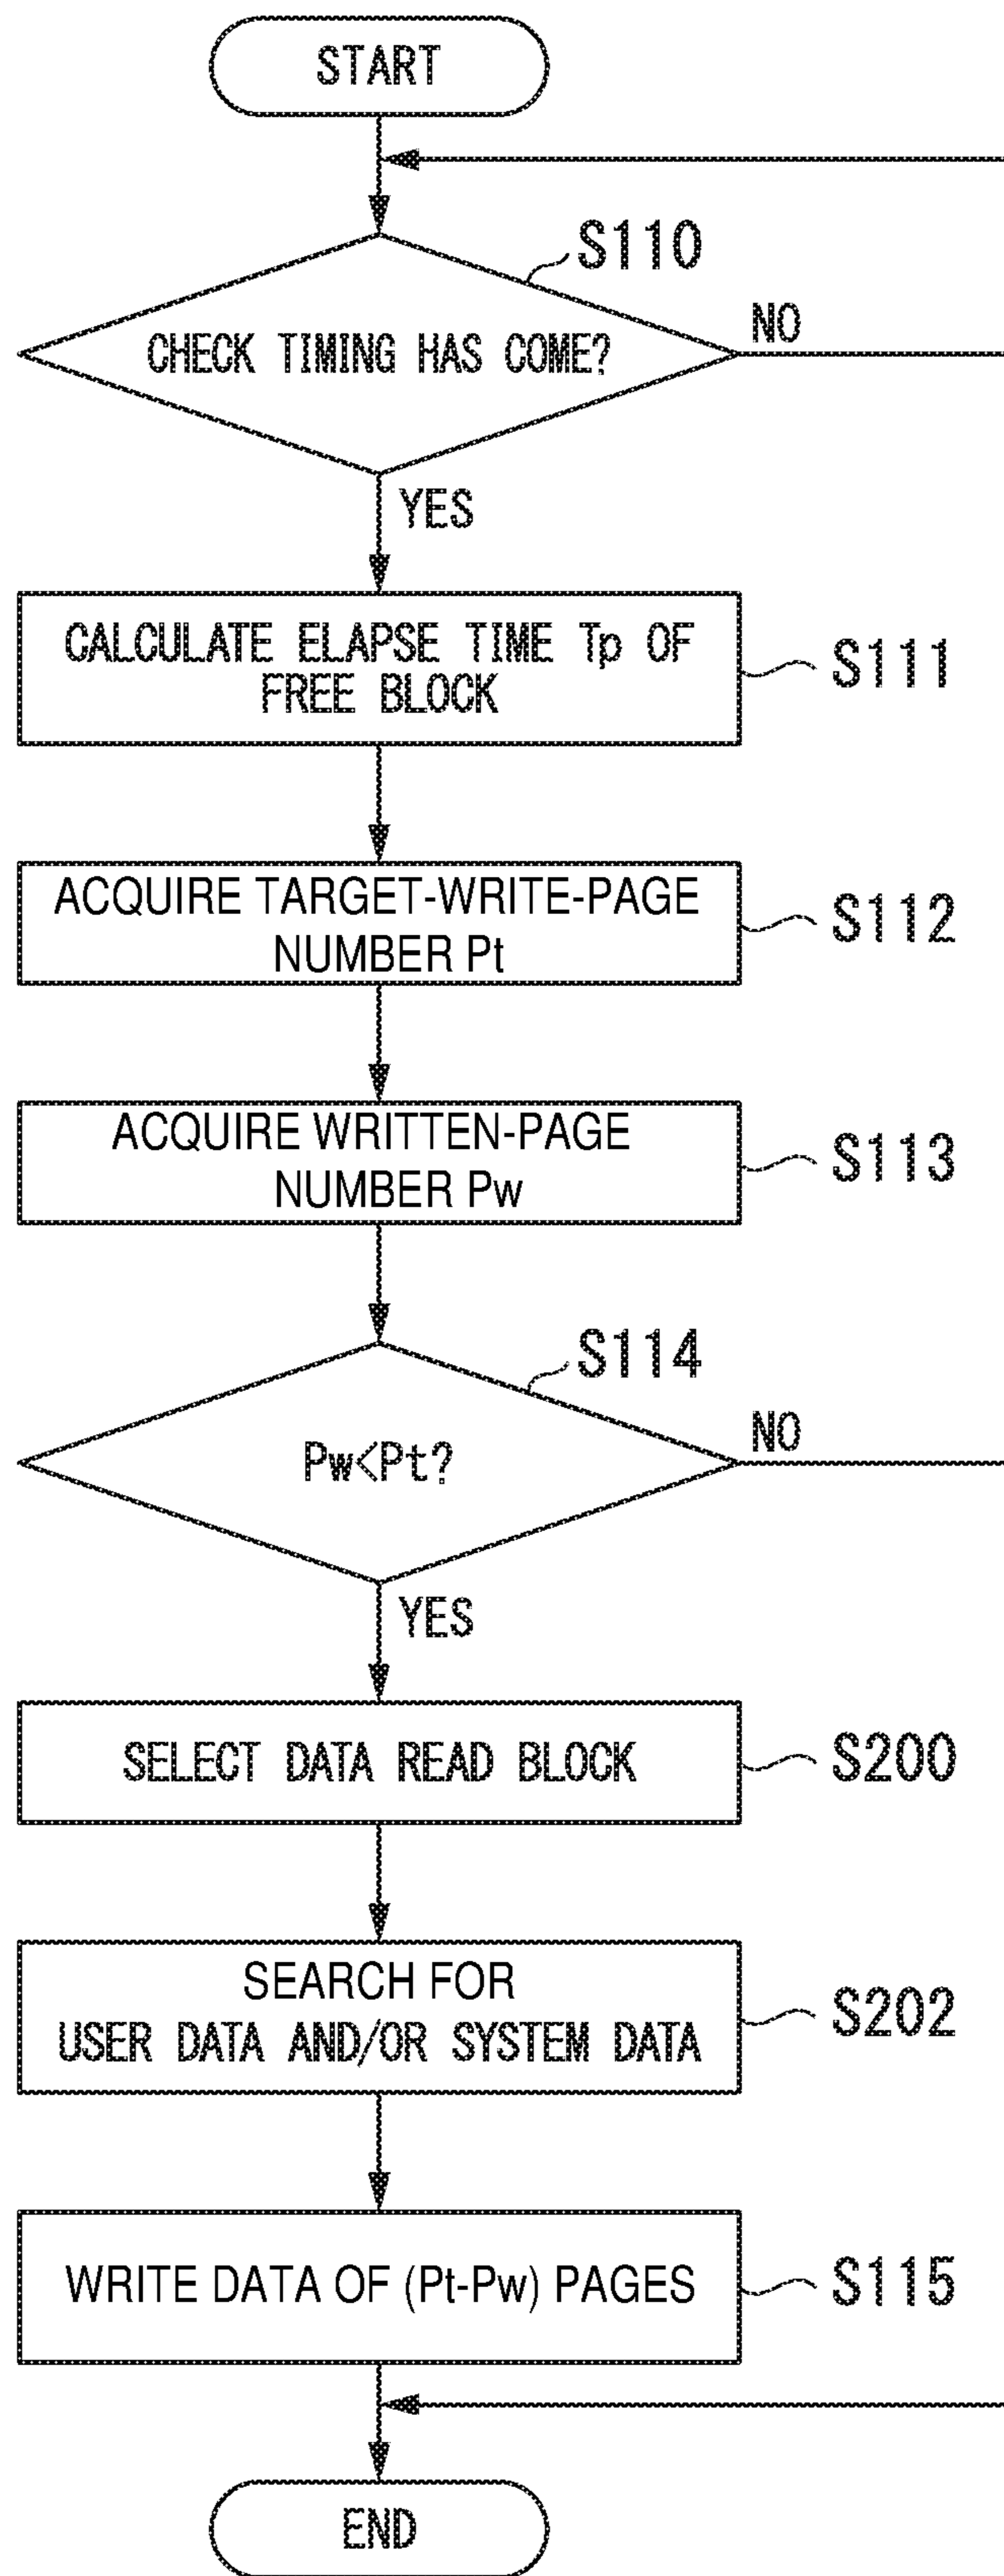 START
S110
CHECK TIMING HAS COME?
NO
YES
CALCULATE ELAPSE TIME Tp OF
FREE BLOCK
S111
ACQUIRE TARGET-WRITE-PAGE
NUMBER Pt
S112
ACQUIRE WRITTEN-PAGE
NUMBER Pw
S113
S114
Pw<Pt?
NO
YES
SELECT DATA READ BLOCK
S200
SEARCH FOR
USER DATA AND/OR SYSTEM DATA
S202
WRITE DATA OF (Pt-Pw) PAGES
S115
END